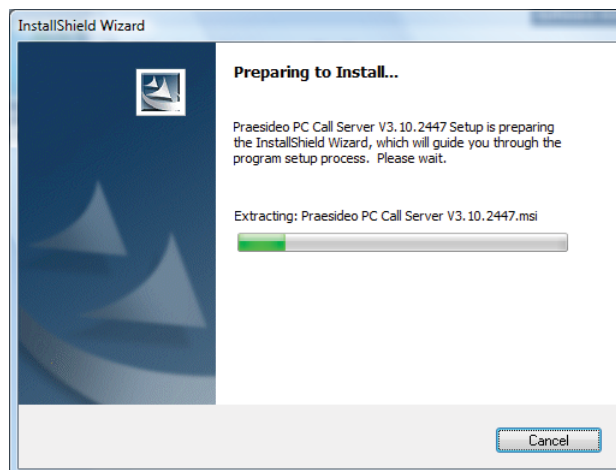 InstallShield Wizard
Preparing to Install...
Praesideo PC Call Server V3.10.2447 Setup is preparing
the InstallShield Wizard, which will guide you through the
program setup process. Please wait.
Extracting: Praesideo PC Call Server V3.10.2447.msi
Cancel